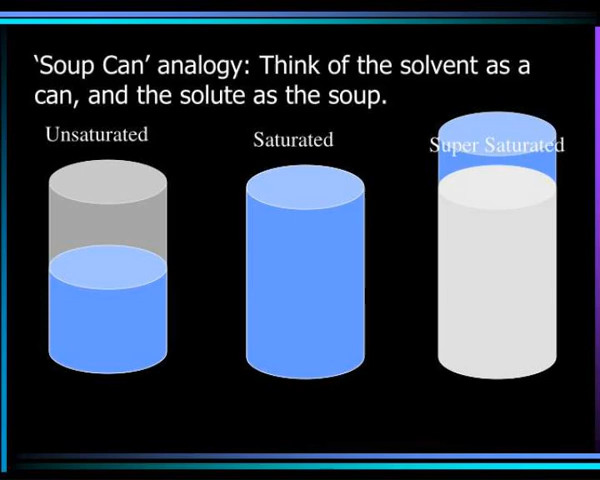 ‘Soup Can’ analogy: Think of the solvent as a
can, and the solute as the soup.
Unsaturated
Saturated
Super Saturated